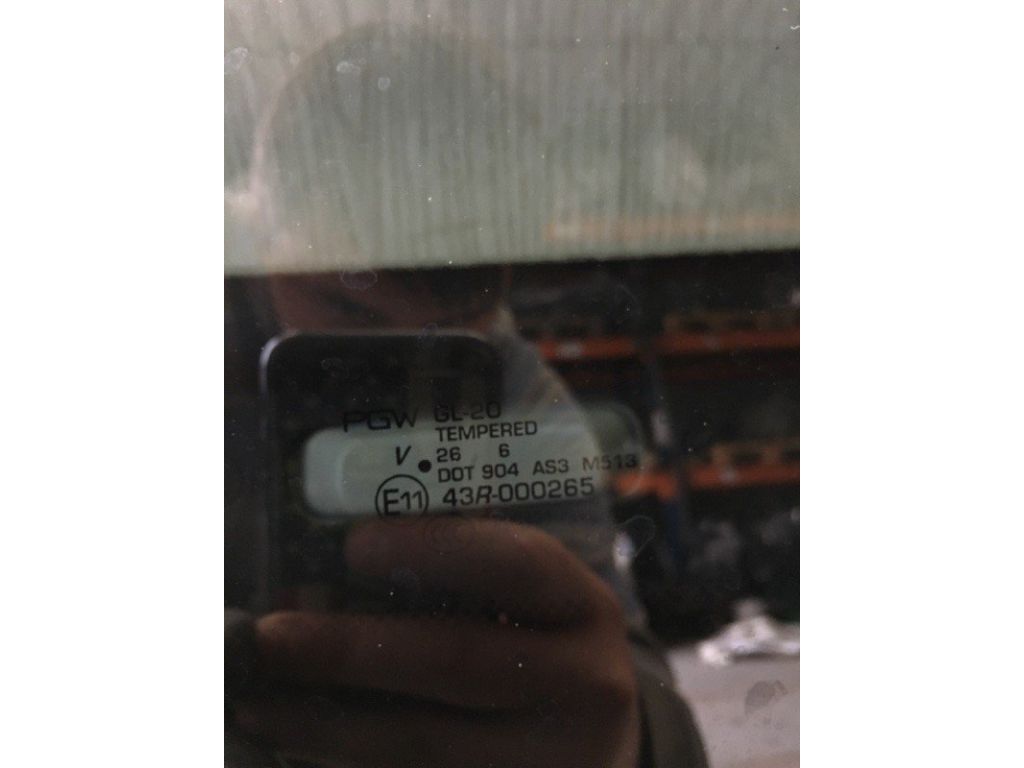 PGW GL-20
TEMPERED
V 26 6
DOT 904 AS3 M513
E11 43R-000265